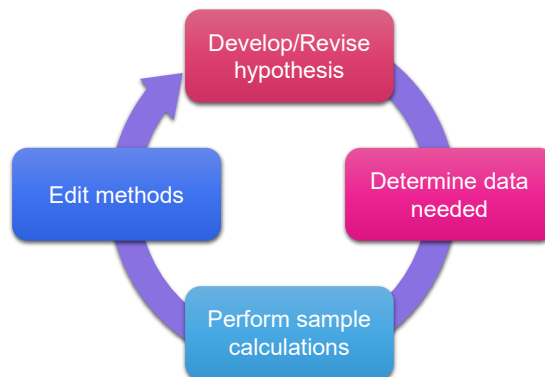 Develop/Revise
hypothesis
Determine data
needed
Perform sample
calculations
Edit methods